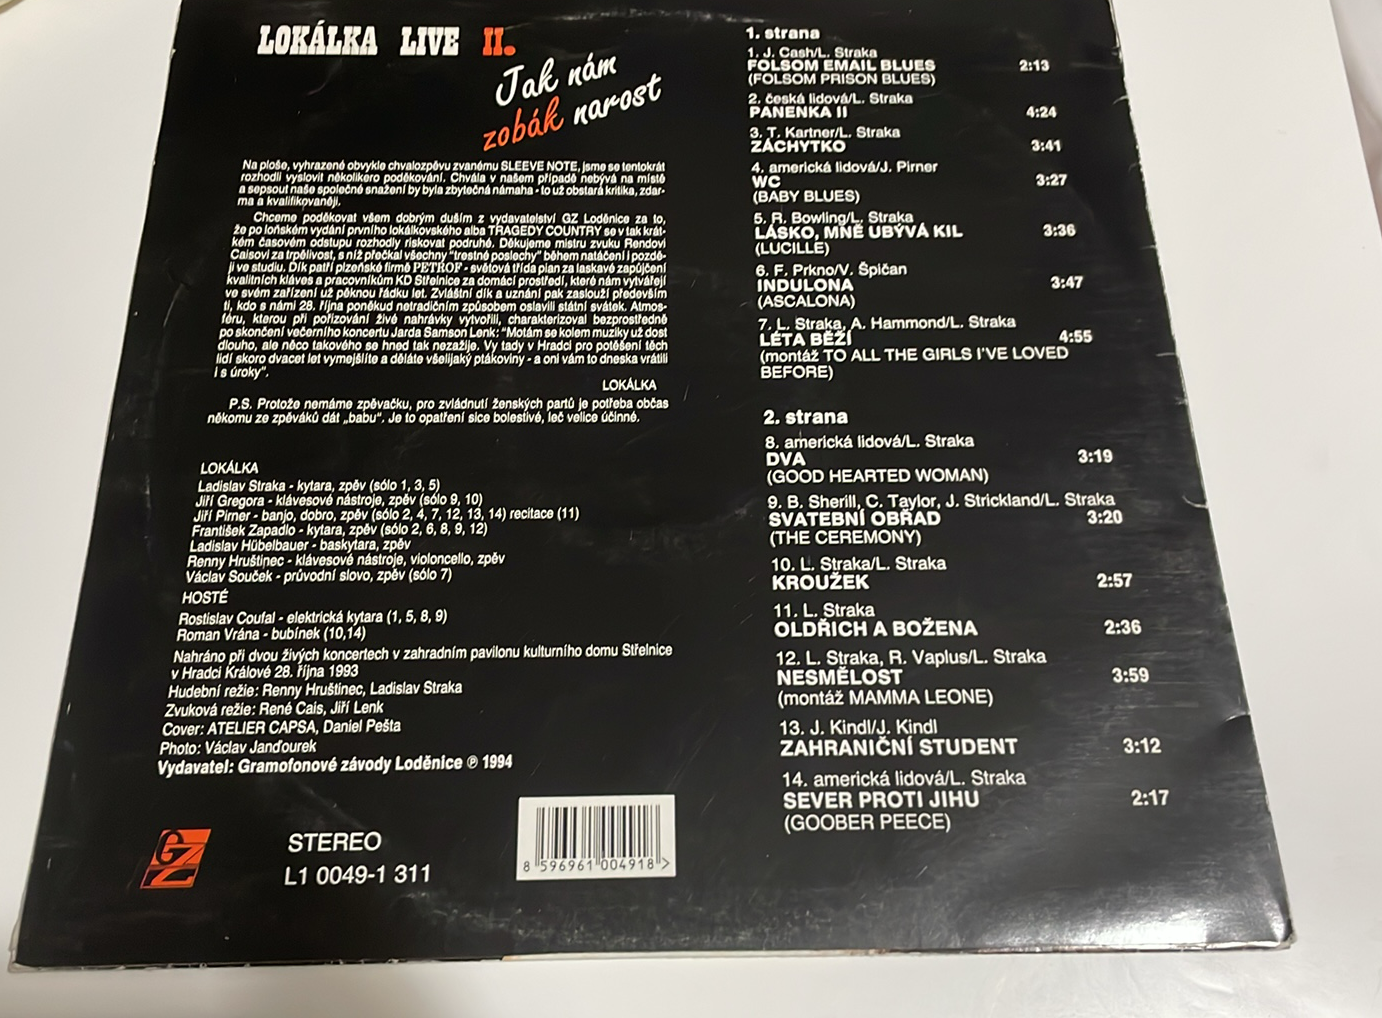 LOKÁLKA LIVE II.
Jak nám
zobák narost
Na ploše, vyhrazené obvykle chvalozpěvu zvanému SLEEVE NOTE, jsme se tentokrát
rozhodli vyslovit několikero poděkování. Chvála v našem případě nebývá na místě
a sepsout naše společné snažení by byla zbytečná námaha - to už obstará kritika, zdar-
ma a kvalifikovaněji.
Chceme poděkovat všem dobrým duším z vydavatelství GZ Loděnice za to,
že po loňském vydání prvního lokálkovského alba TRAGEDY COUNTRY se v tak krát-
kém časovém odstupu rozhodly riskovat podruhé. Děkujeme mistru zvuku Rendovi
Caisovi za trpělivost, s níž přečkal všechny "trestné poslechy" během natáčení i pozdě-
ji ve studiu. Dík patří plzeňské firmě PETROF - světová třída pian za laskavé zapůjčení
kvalitních kláves a pracovníkům KD Střelnice za domácí prostředí, které nám vytvářejí
ve svém zařízení už pěknou řádku let. Zvláštní dík a uznání pak zaslouží především
ti, kdo s námi 28. října poněkud netradičním způsobem oslavili státní svátek. Atmos-
féru, kterou při pořizování živé nahrávky vytvořili, charakterizoval bezprostředně
po skončení večerního koncertu Jarda Samson Lenk: "Motám se kolem muziky už dost
dlouho, ale něco takového se hned tak nezažije. Vy tady v Hradci pro potěšení těch
lidí skoro dvacet let vymejšlíte a děláte všelijaký ptákoviny - a oni vám to dneska vrátili
i s úroky".
LOKÁLKA
P.S. Protože nemáme zpěvačku, pro zvládnutí ženských partů je potřeba občas
někomu ze zpěváků dát „babu". Je to opatření sice bolestivé, leč velice účinné.
LOKÁLKA
Ladislav Straka - kytara, zpěv (sólo 1, 3, 5)
Jiří Gregora - klávesové nástroje, zpěv (sólo 9, 10)
Jiří Pirner - banjo, dobro, zpěv (sólo 2, 4, 7, 12, 13, 14) recitace (11)
František Zapadlo - kytara, zpěv (sólo 2, 6, 8, 9, 12)
Ladislav Hübelbauer - baskytara, zpěv
Renny Hruštinec - klávesové nástroje, violoncello, zpěv
Václav Souček - průvodní slovo, zpěv (sólo 7)
HOSTÉ
Rostislav Coufal - elektrická kytara (1, 5, 8, 9)
Roman Vrána - bubínek (10,14)
Nahráno při dvou živých koncertech v zahradním pavilonu kulturního domu Střelnice
v Hradci Králové 28. října 1993
Hudební režie: Renny Hruštinec, Ladislav Straka
Zvuková režie: René Cais, Jiří Lenk
Cover: ATELIER CAPSA, Daniel Pešta
Photo: Václav Janďourek
Vydavatel: Gramofonové závody Loděnice ℗ 1994
GZ
L
STEREO
L1 0049-1 311
8 596961 004918 >
1. strana
1. J. Cash/L. Straka
FOLSOM EMAIL BLUES 2:13
(FOLSOM PRISON BLUES)
2. česká lidová/L. Straka
PANENKA II 4:24
3. T. Kartner/L. Straka
ZÁCHYTKO 3:41
4. americká lidová/J. Pirner
WC 3:27
(BABY BLUES)
5. R. Bowling/L. Straka
LÁSKO, MNĚ UBÝVÁ KIL 3:36
(LUCILLE)
6. F. Prkno/V. Špičan
INDULONA 3:47
(ASCALONA)
7. L. Straka, A. Hammond/L. Straka
LÉTA BĚŽÍ 4:55
(montáž TO ALL THE GIRLS I'VE LOVED
BEFORE)
2. strana
8. americká lidová/L. Straka
DVA 3:19
(GOOD HEARTED WOMAN)
9. B. Sherill, C. Taylor, J. Strickland/L. Straka
SVATEBNÍ OBŘAD 3:20
(THE CEREMONY)
10. L. Straka/L. Straka
KROUŽEK 2:57
11. L. Straka
OLDŘICH A BOŽENA 2:36
12. L. Straka, R. Vaplus/L. Straka
NESMĚLOST 3:59
(montáž MAMMA LEONE)
13. J. Kindl/J. Kindl
ZAHRANIČNÍ STUDENT 3:12
14. americká lidová/L. Straka
SEVER PROTI JIHU 2:17
(GOOBER PEECE)